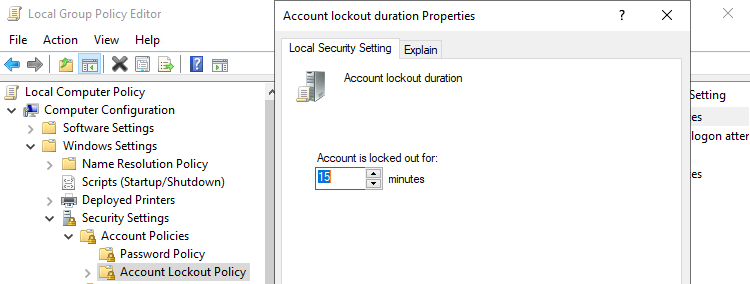 Local Group Policy Editor
File Action View Help
Local Computer Policy
Computer Configuration
Software Settings
Windows Settings
Name Resolution Policy
Scripts (Startup/Shutdown)
Deployed Printers
Security Settings
Account Policies
Password Policy
Account Lockout Policy
Account lockout duration Properties
Local Security Setting Explain
Account lockout duration
Account is locked out for:
15 minutes
Setting
es
logon atter
es